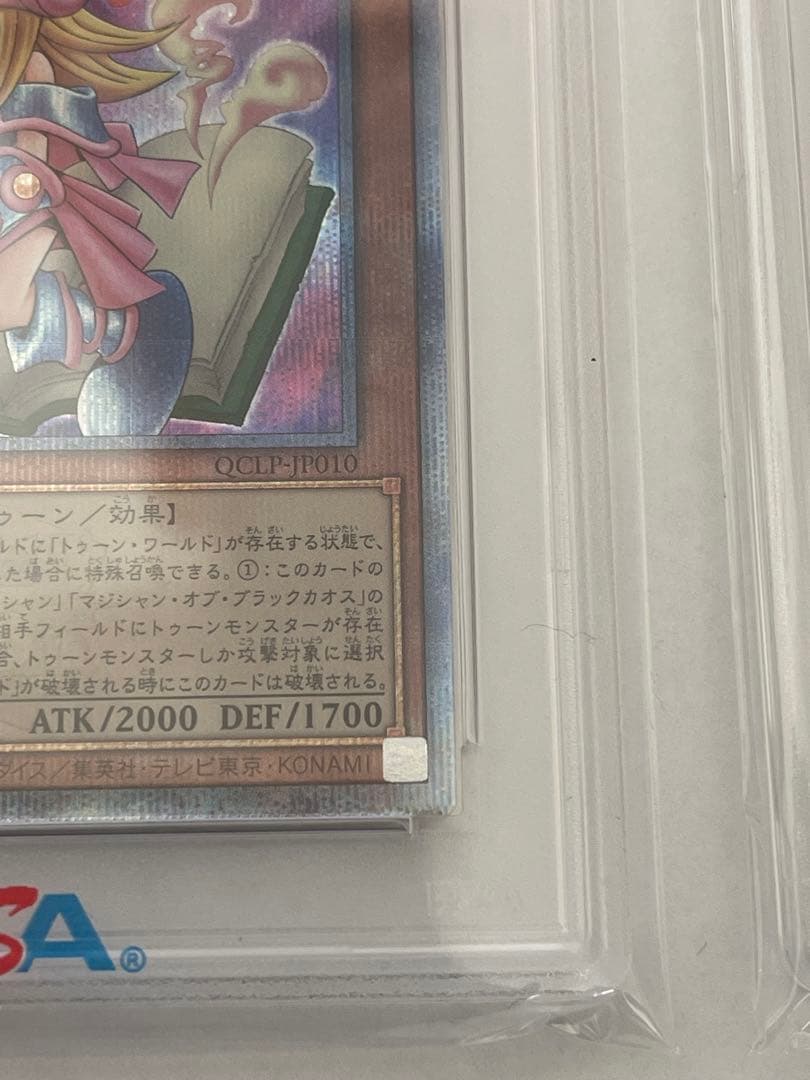 QCLP-JP010
ゥーン／効果】
ルドに「トゥーン・ワールド」が存在する状態で、
た場合に特殊召喚できる。①：このカードの
シャン」「マジシャン・オブ・ブラックカオス」の
相手フィールドにトゥーンモンスターが存在
合、トゥーンモンスターしか攻撃対象に選択
ド」が破壊される時にこのカードは破壊される。
ATK/2000 DEF/1700
ダイス／集英社・テレビ東京・KONAMI
SA®